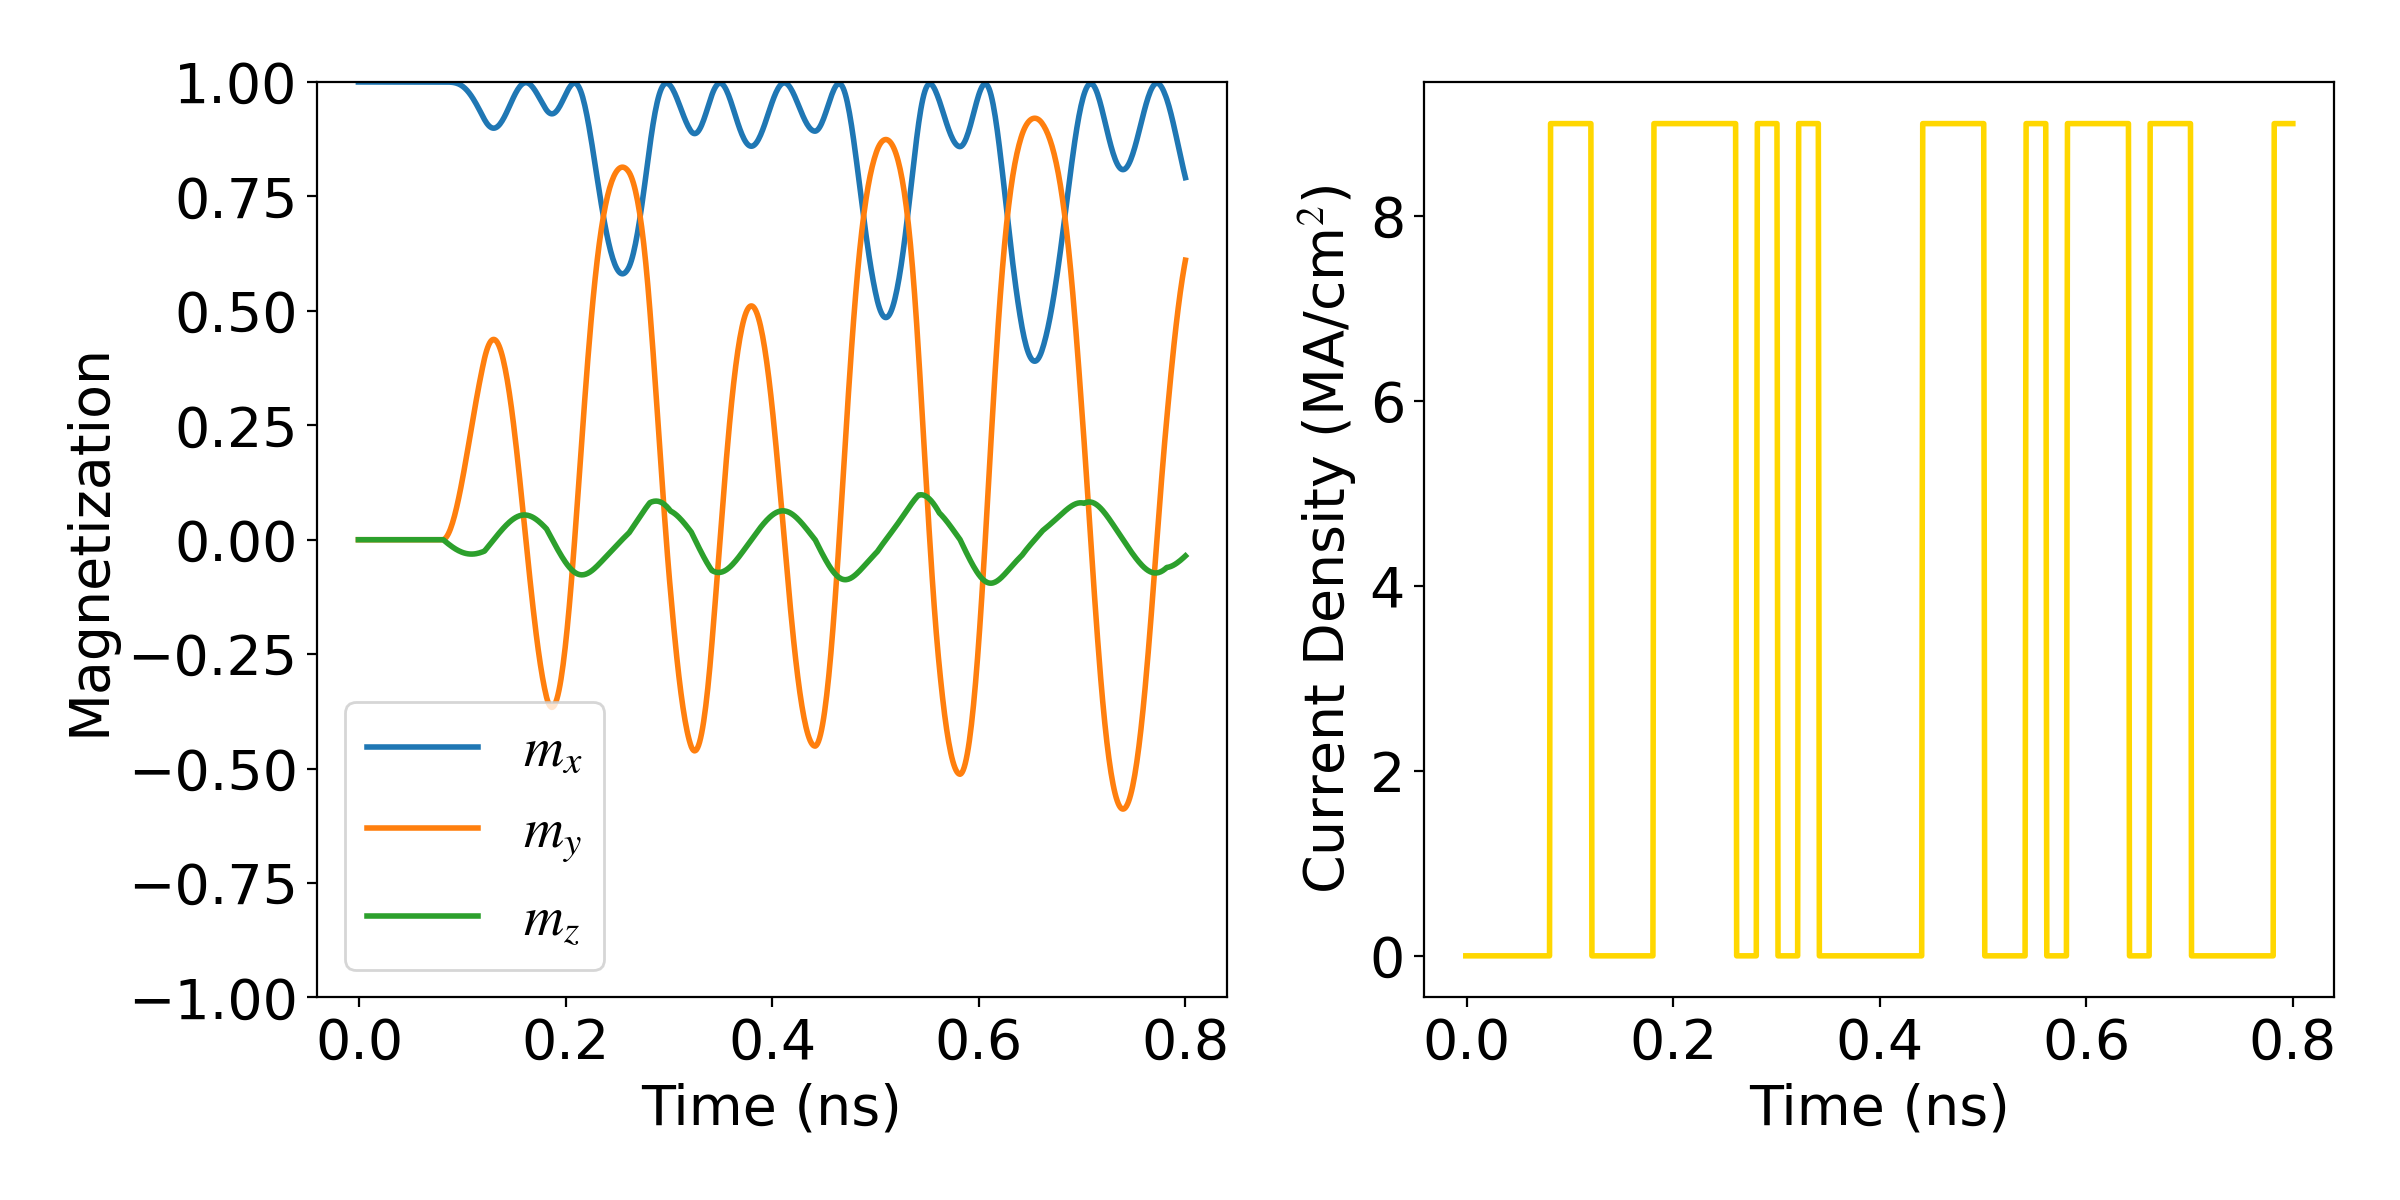 1.00
0.75
0.50
0.25
0.00
−0.25
−0.50
−0.75
−1.00
Magnetization
m_x
m_y
m_z
0.0 0.2 0.4 0.6 0.8
Time (ns)
8
6
4
2
0
Current Density (MA/cm²)
0.0 0.2 0.4 0.6 0.8
Time (ns)